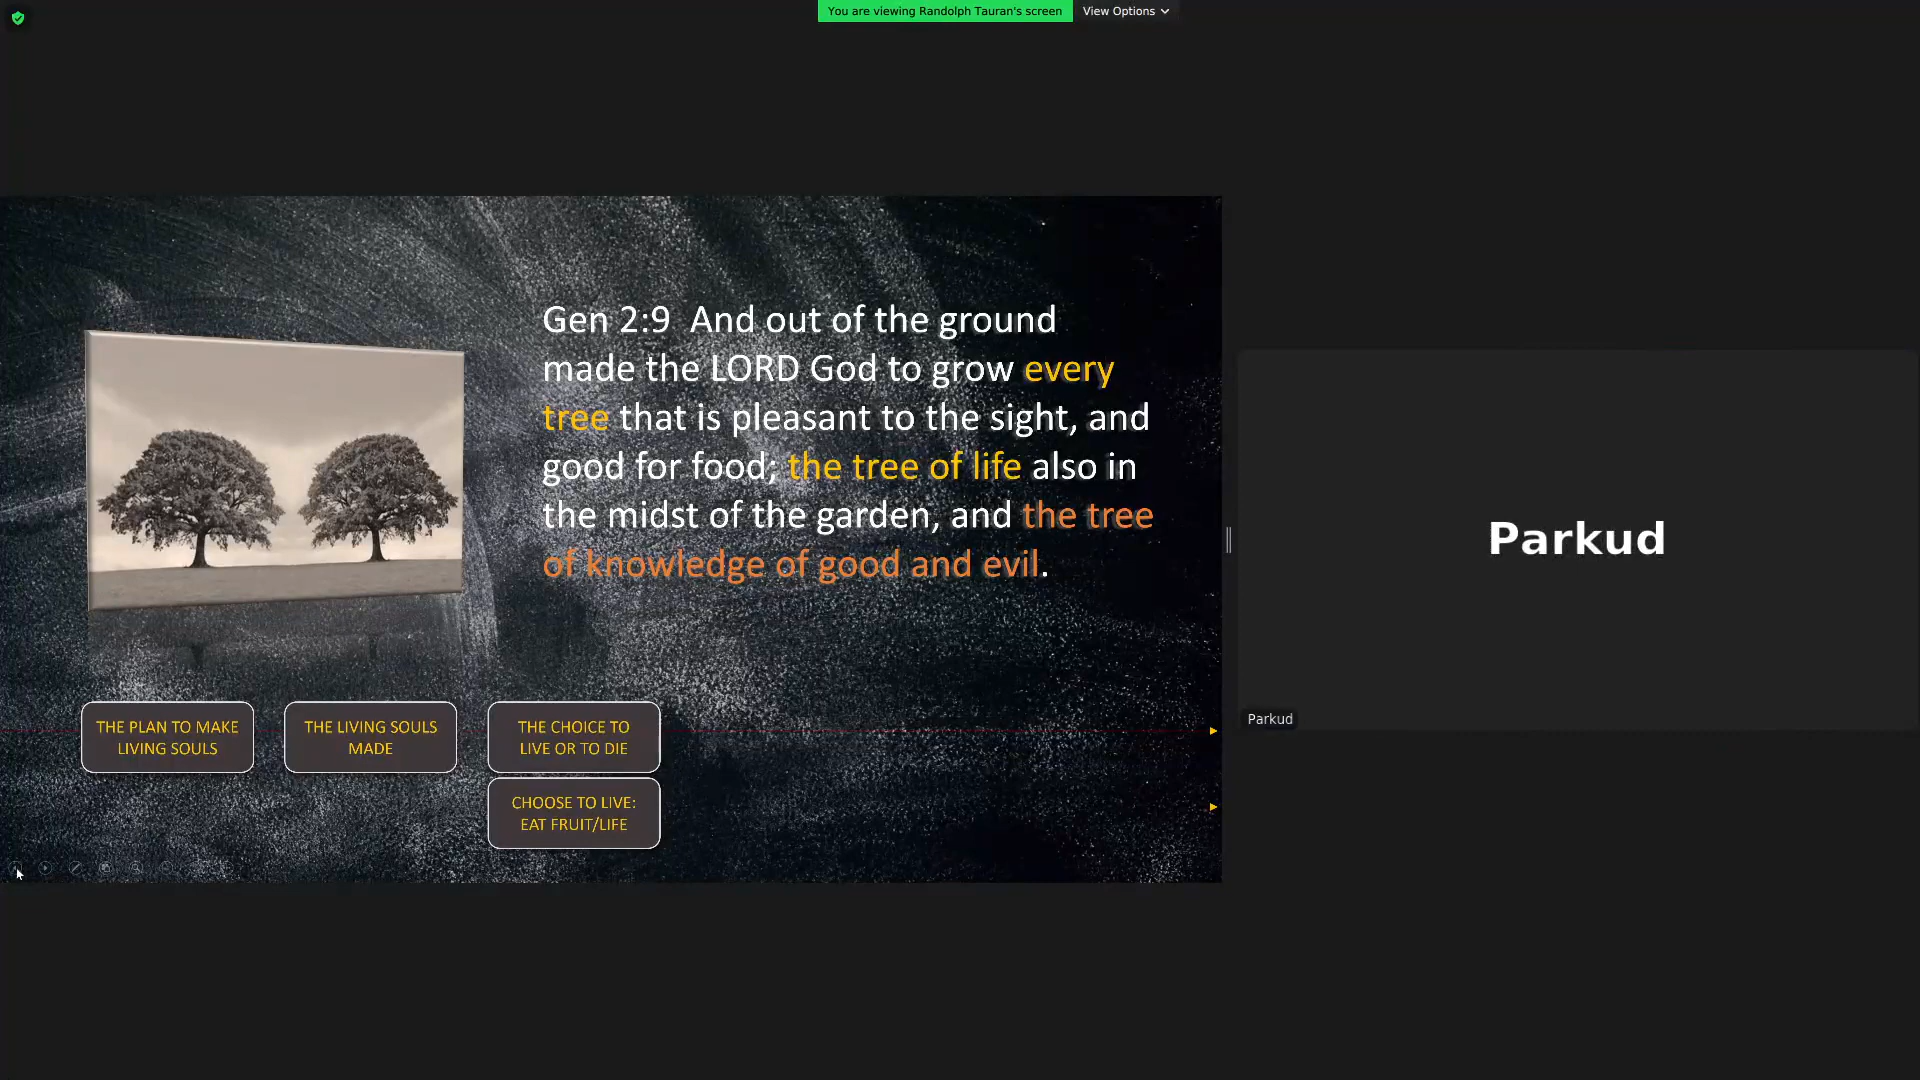 You are viewing Randolph Tauran's screen
View Options
Gen 2:9  And out of the ground
made the LORD God to grow every
tree that is pleasant to the sight, and
good for food; the tree of life also in
the midst of the garden, and the tree
of knowledge of good and evil.
THE PLAN TO MAKE
LIVING SOULS
THE LIVING SOULS
MADE
THE CHOICE TO
LIVE OR TO DIE
CHOOSE TO LIVE:
EAT FRUIT/LIFE
Parkud
Parkud